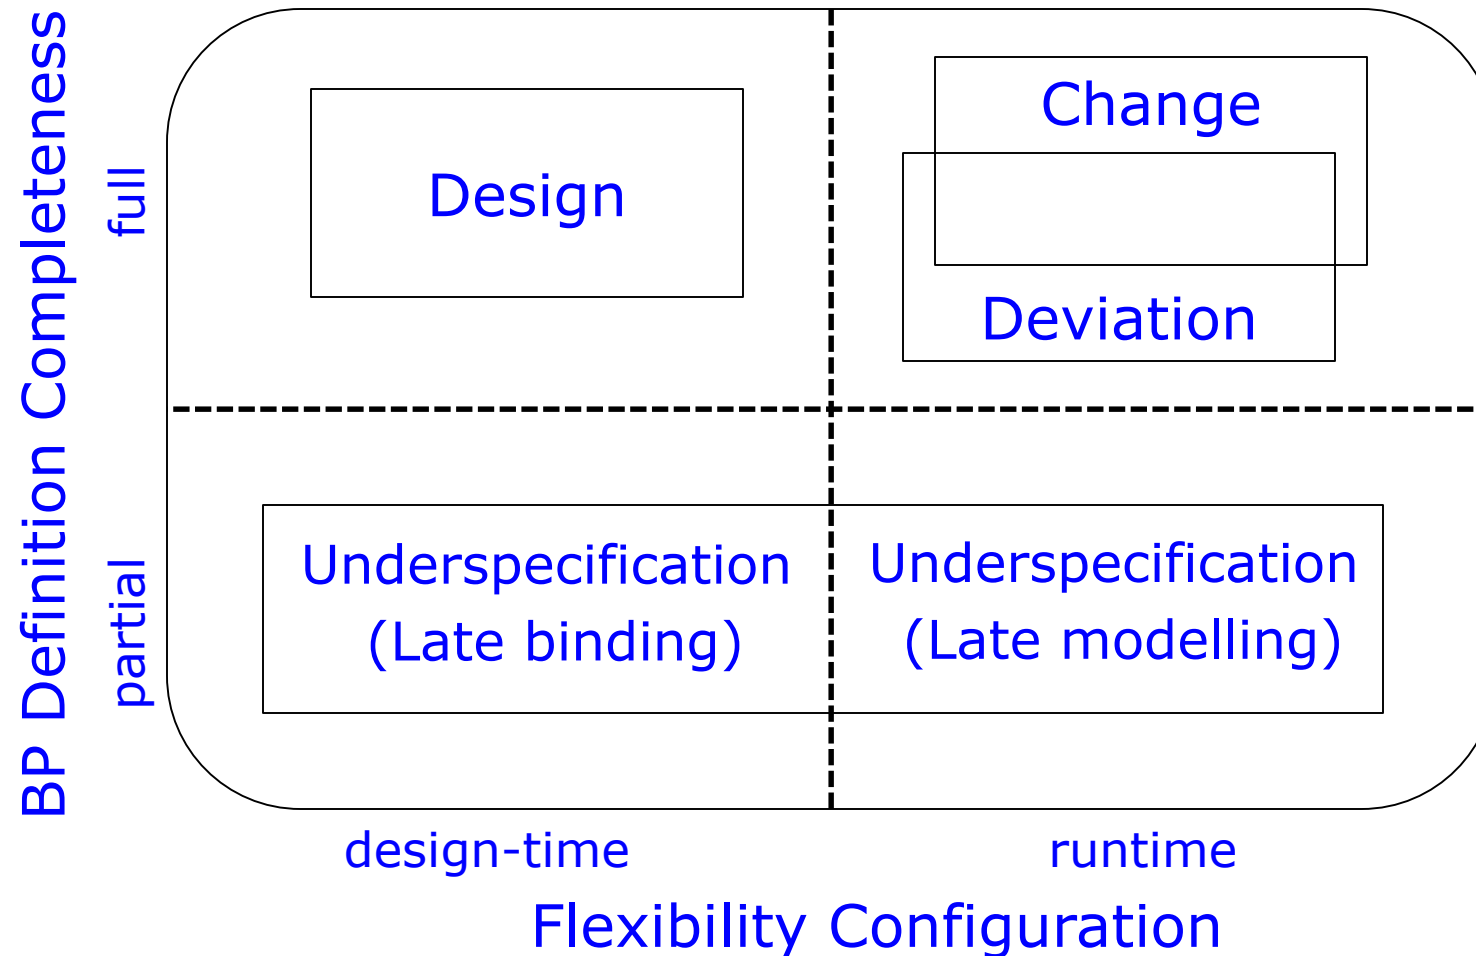 BP Definition Completeness
full
partial
Design
Change
Deviation
Underspecification
(Late binding)
Underspecification
(Late modelling)
design-time
runtime
Flexibility Configuration